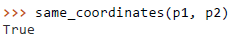 >>> same_coordinates(p1, p2)
True